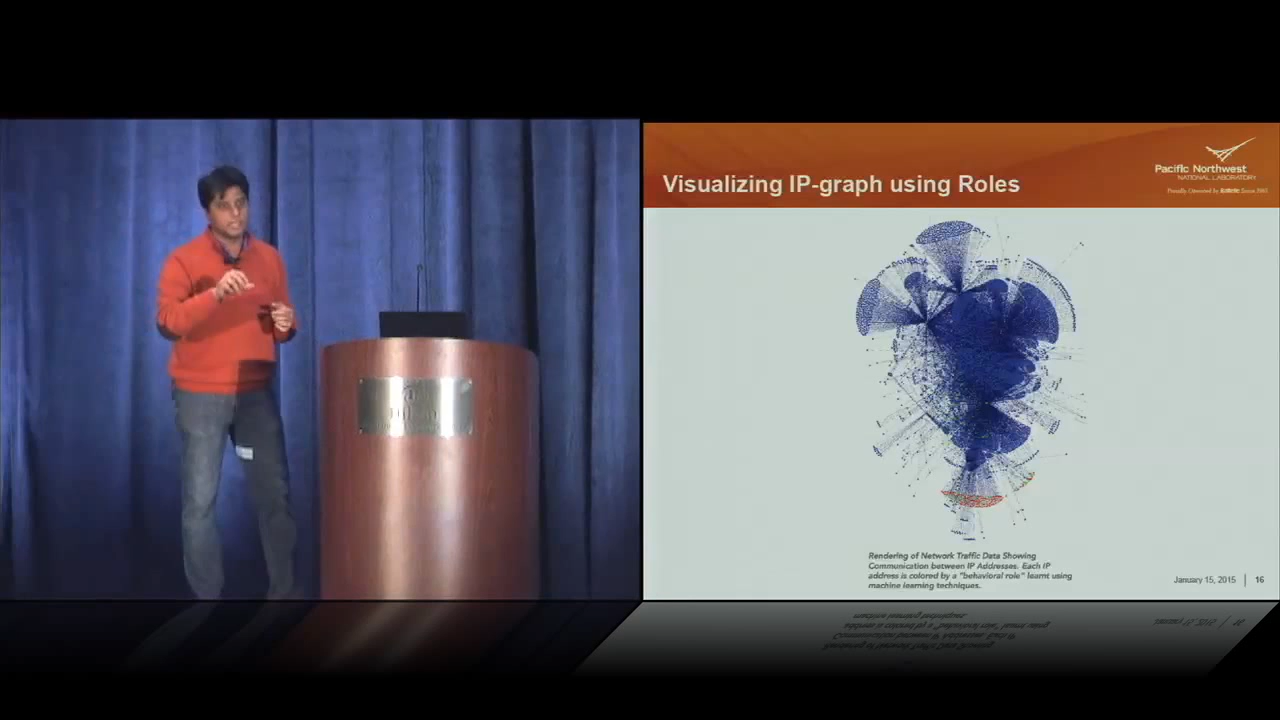 Visualizing IP-graph using Roles
Pacific Northwest
NATIONAL LABORATORY
Proudly Operated by Battelle Since 1965
Rendering of Network Traffic Data Showing
Communication between IP Addresses. Each IP
address is colored by a "behavioral role" learnt using
machine learning techniques.
January 15, 2015 | 16